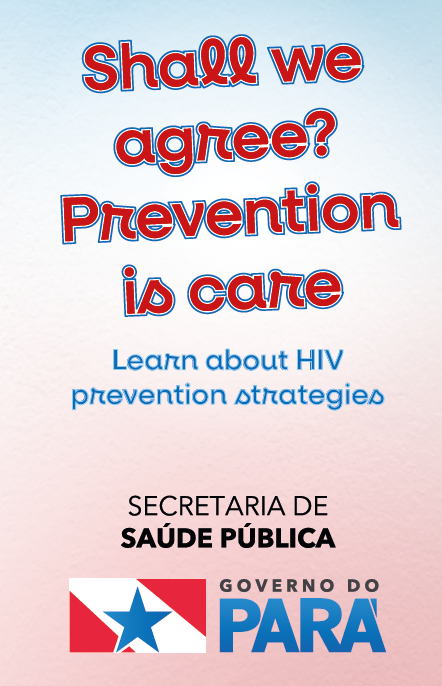 Shall we
agree?
Prevention
is care
Learn about HIV
prevention strategies
SECRETARIA DE
SAÚDE PÚBLICA
GOVERNO DO
PARÁ